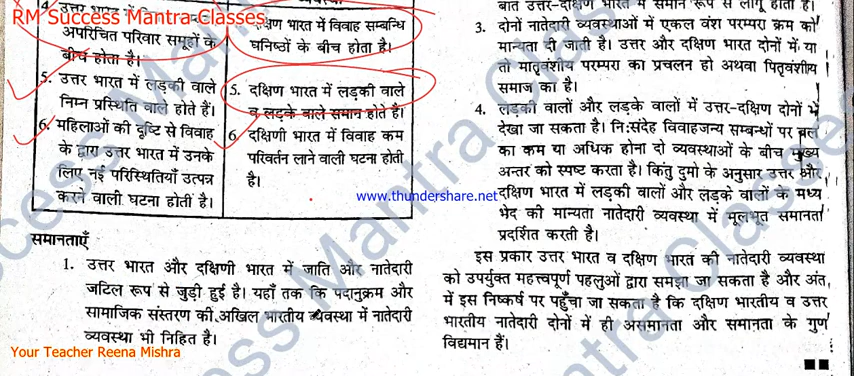 RM Success Mantra Classes
4. उत्तर भारत में विवाह
अपरिचित परिवार समूहों के
बीच होता है।
5. उत्तर भारत में लड़की वाले
निम्न प्रस्थिति वाले होते हैं।
6. महिलाओं की दृष्टि से विवाह
के द्वारा उत्तर भारत में उनके
लिए नई परिस्थितियाँ उत्पन्न
करने वाली घटना होती है।
दक्षिण भारत में विवाह सम्बन्धि
घनिष्ठों के बीच होता है।
5. दक्षिण भारत में लड़की वाले
व लड़के वाले समान होते हैं।
6. दक्षिणी भारत में विवाह कम
परिवर्तन लाने वाली घटना होती
है।
समानताएँ
1. उत्तर भारत और दक्षिणी भारत में जाति और नातेदारी
जटिल रूप से जुड़ी हुई है। यहाँ तक कि पदानुक्रम और
सामाजिक संस्तरण की अखिल भारतीय व्यवस्था में नातेदारी
व्यवस्था भी निहित है।
Your Teacher Reena Mishra
www.thundershare.net
बात उत्तर-दक्षिण भारत में समान रूप से लागू होती है।
3. दोनों नातेदारी व्यवस्थाओं में एकल वंश परम्परा क्रम को
मान्यता दी जाती है। उत्तर और दक्षिण भारत दोनों में या
तो मातृवंशीय परम्परा का प्रचलन हो अथवा पितृवंशीय
समाज का है।
4. लड़की वालों और लड़के वालों में उत्तर-दक्षिण दोनों में
देखा जा सकता है। नि:संदेह विवाहजन्य सम्बन्धों पर बल
का कम या अधिक होना दो व्यवस्थाओं के बीच मुख्य
अन्तर को स्पष्ट करता है। किंतु दुमो के अनुसार उत्तर और
दक्षिण भारत में लड़की वालों और लड़के वालों के मध्य
भेद की मान्यता नातेदारी व्यवस्था में मूलभूत समानता
प्रदर्शित करती है।
इस प्रकार उत्तर भारत व दक्षिण भारत की नातेदारी व्यवस्था
को उपर्युक्त महत्त्वपूर्ण पहलुओं द्वारा समझा जा सकता है और अंत
में इस निष्कर्ष पर पहुँचा जा सकता है कि दक्षिण भारतीय व उत्तर
भारतीय नातेदारी दोनों में ही असमानता और समानता के गुण
विद्यमान हैं।